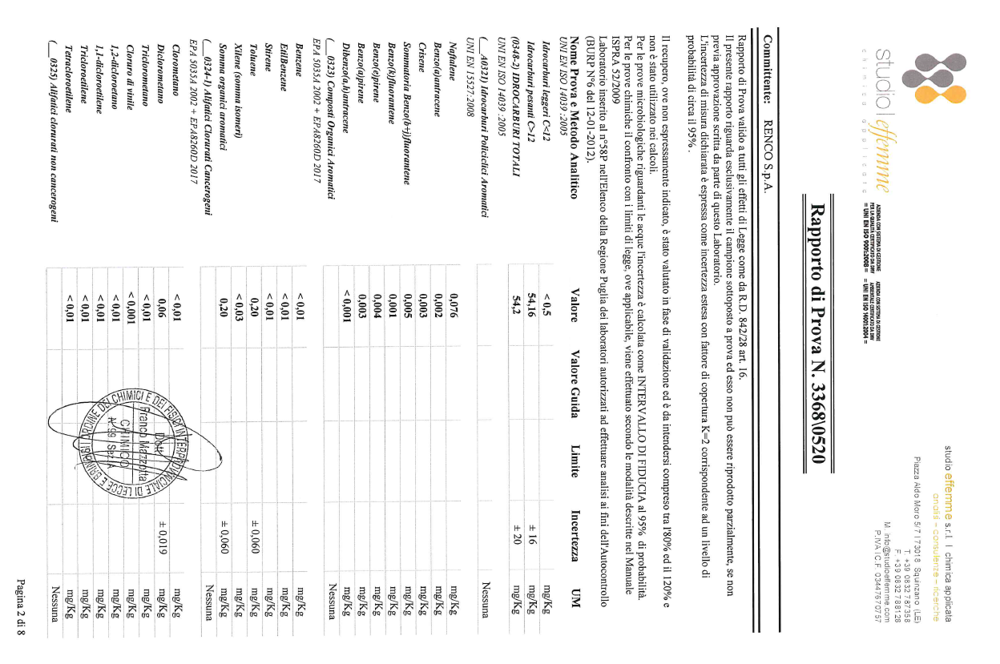 studio effemme
chimica applicata
AZIENDA CON SISTEMA DI GESTIONE
PER LA QUALITÀ CERTIFICATO DA DNV
= UNI EN ISO 9001:2008 =
AZIENDA CON SISTEMA DI GESTIONE
AMBIENTALE CERTIFICATO DA DNV
= UNI EN ISO 14001:2004 =
studio effemme s.r.l. | chimica applicata
analisi – consulenze – ricerche
Piazza Aldo Moro 5/7 I 73018 Squinzano (LE)
T. +39 0832 787358
F. +39 0832 788128
M. info@studioeffemme.com
P.IVA | C.F. 03447670757
Rapporto di Prova N. 3368\0520
Committente: RENCO S.p.A.
Rapporto di Prova valido a tutti gli effetti di Legge come da R.D. 842/28 art. 16.
Il presente rapporto riguarda esclusivamente il campione sottoposto a prova ed esso non può essere riprodotto parzialmente, se non
previa approvazione scritta da parte di questo Laboratorio.
L'incertezza di misura dichiarata è espressa come incertezza estesa con fattore di copertura K=2 corrispondente ad un livello di
probabilità di circa il 95% .
Il recupero, ove non espressamente indicato, è stato valutato in fase di validazione ed è da intendersi compreso tra l'80% ed il 120% e
non è stato utilizzato nei calcoli.
Per le prove microbiologiche riguardanti le acque l'incertezza è calcolata come INTERVALLO DI FIDUCIA al 95% di probabilità.
Per le prove chimiche il confronto con i limiti di legge, ove applicabile, viene effettuato secondo le modalità descritte nel Manuale
ISPRA 52/2009
Laboratorio inserito al n°58P nell'Elenco della Regione Puglia dei laboratori autorizzati ad effettuare analisi ai fini dell'Autocontrollo
(BURP N°6 del 12-01-2012).
Nome Prova e Metodo Analitico Valore Valore Guida Limite Incertezza UM
UNI EN ISO 14039 :2005
Idrocarburi leggeri C<12 < 0,5 mg/Kg
Idrocarburi pesanti C>12 54,16 ± 16 mg/Kg
(0348-2) IDROCARBURI TOTALI 54,2 ± 20 mg/Kg
UNI EN ISO 14039 :2005
(__A0321) Idrocarburi Policiclici Aromatici Nessuna
UNI EN 15527:2008
Naftalene 0,076 mg/Kg
Benzo(a)antracene 0,002 mg/Kg
Crisene 0,003 mg/Kg
Sommatoria Benzo(b+j)fluorantene 0,005 mg/Kg
Benzo(k)fluorantene 0,001 mg/Kg
Benzo(e)pirene 0,004 mg/Kg
Benzo(a)pirene 0,003 mg/Kg
Dibenzo(a,h)antracene < 0,001 mg/Kg
(__0323) Composti Organici Aromatici Nessuna
EPA 5035A 2002 + EPA8260D 2017
Benzene < 0,01 mg/Kg
EtilBenzene < 0,01 mg/Kg
Stirene < 0,01 mg/Kg
Toluene 0,20 ± 0,060 mg/Kg
Xilene (somma isomeri) < 0,03 mg/Kg
Somma organici aromatici 0,20 ± 0,060 mg/Kg
(__0324-1) Alifatici Clorurati Cancerogeni Nessuna
EPA 5035A 2002 + EPA8260D 2017
Clorometano < 0,01 mg/Kg
Diclorometano 0,06 ± 0,019 mg/Kg
Triclorometano < 0,01 mg/Kg
Cloruro di vinile < 0,001 mg/Kg
1,2-dicloroetano < 0,01 mg/Kg
1,1-dicloroetilene < 0,01 mg/Kg
Tricloroetilene < 0,01 mg/Kg
Tetracloroetilene < 0,01 mg/Kg
(__0325) Alifatici clorurati non cancerogeni Nessuna
ORDINE DEI CHIMICI E DEI FISICI INTERPROVINCIALE DI LECCE E BRINDISI
Dott.
Franco Mazzotta
CHIMICO
N° 99 Sez. A
Pagina 2 di 8